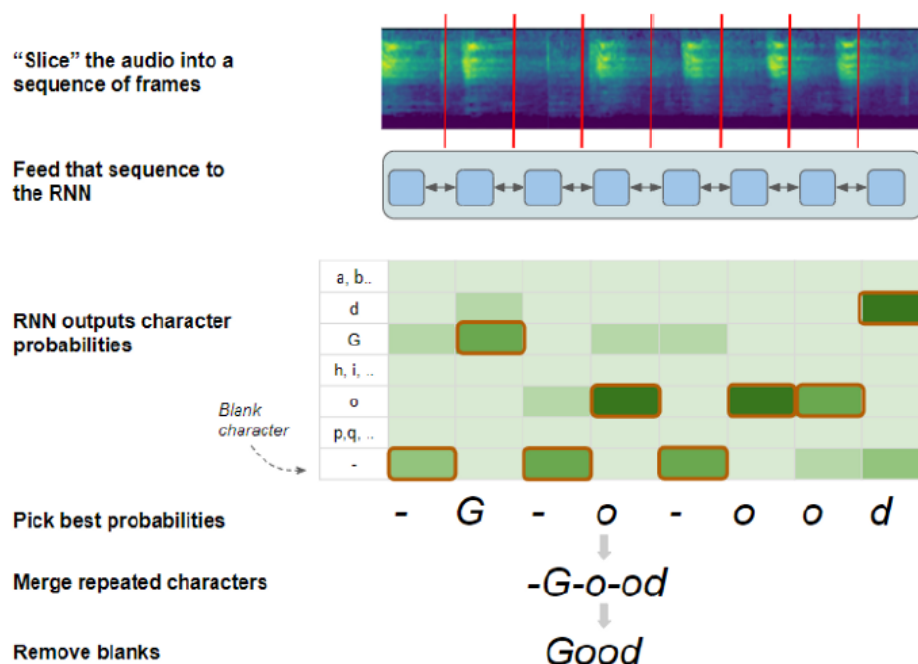 “Slice” the audio into a
sequence of frames
Feed that sequence to
the RNN
RNN outputs character
probabilities
a, b..
d
G
h, i, ..
o
p,q, ..
-
Blank
character
Pick best probabilities
- G - o - o o d
Merge repeated characters
-G-o-od
Remove blanks
Good